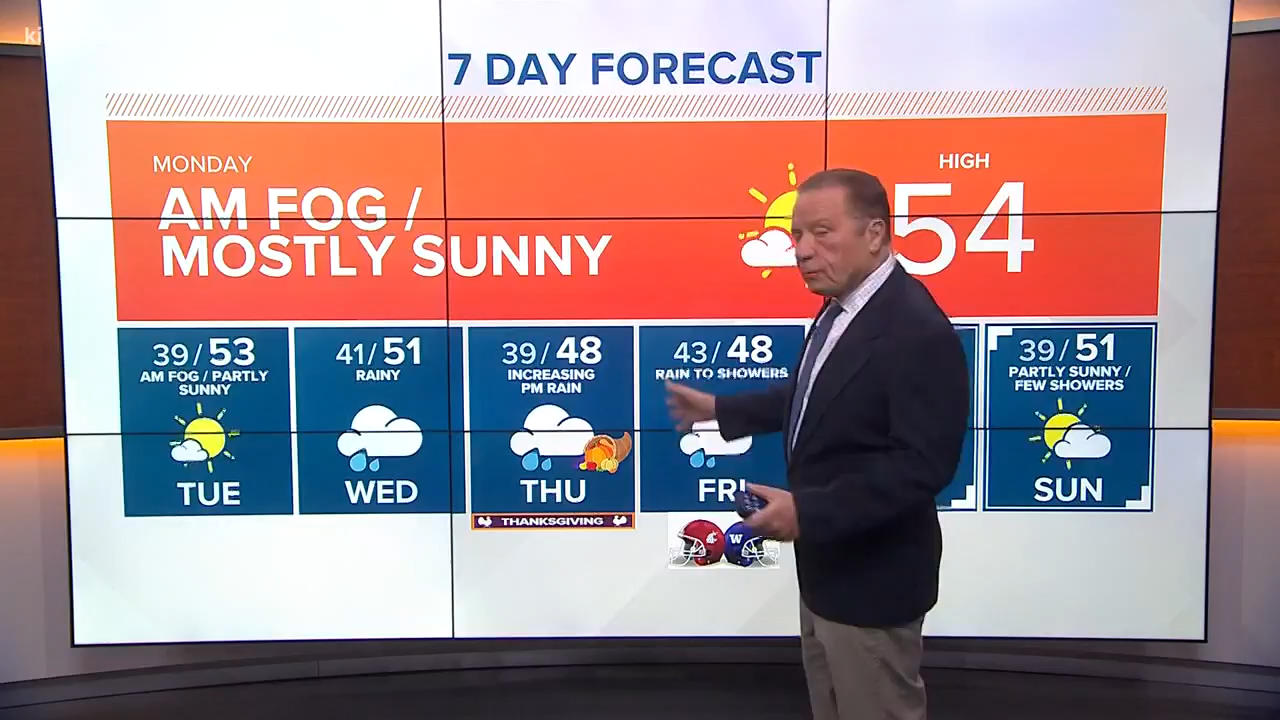 7 DAY FORECAST
MONDAY
AM FOG /
MOSTLY SUNNY
HIGH
54
39/53
AM FOG / PARTLY
SUNNY
TUE
41/51
RAINY
WED
39/48
INCREASING
PM RAIN
THU
THANKSGIVING
43/48
RAIN TO SHOWERS
FRI
W
39/51
PARTLY SUNNY /
FEW SHOWERS
SUN